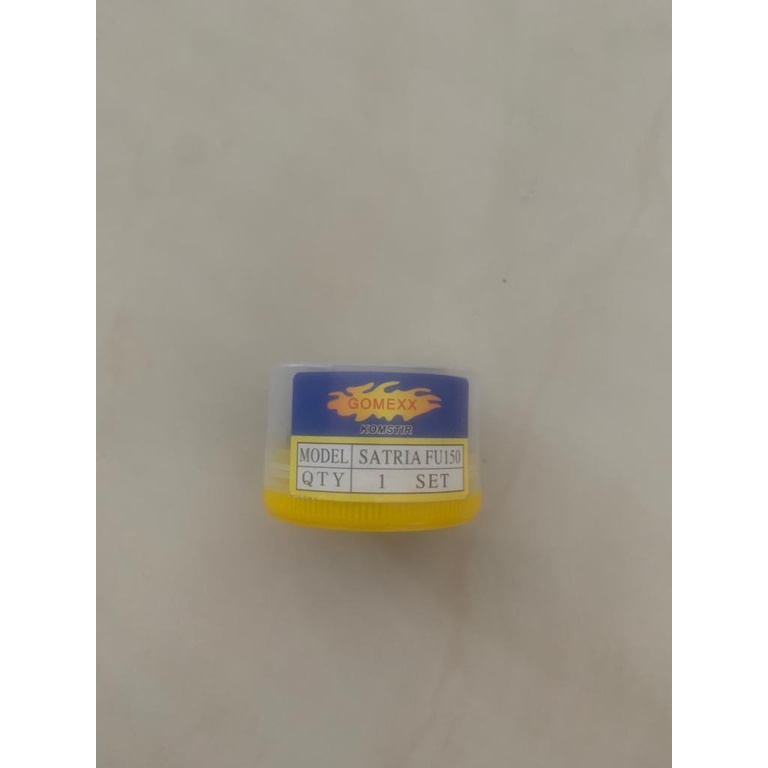 GOMEXX
KOMSTIR
MODEL SATRIA FU150
QTY 1 SET